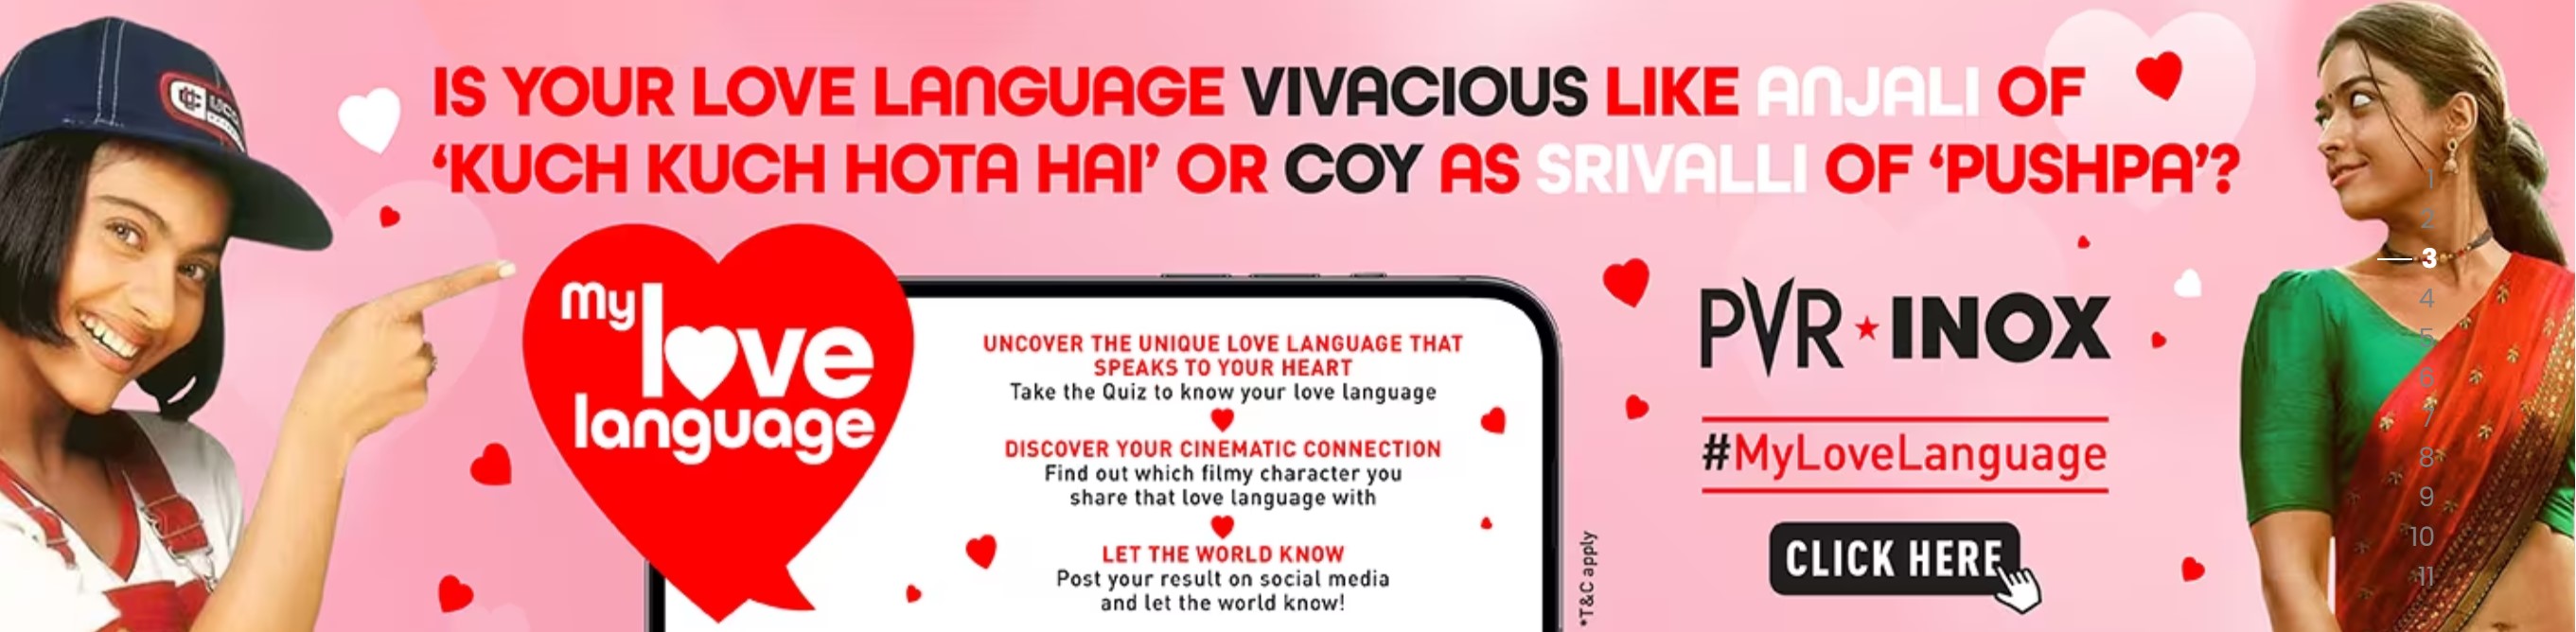 IS YOUR LOVE LANGUAGE VIVACIOUS LIKE ANJALI OF
‘KUCH KUCH HOTA HAI’ OR COY AS SRIVALLI OF ‘PUSHPA’?
my
love
language
UNCOVER THE UNIQUE LOVE LANGUAGE THAT
SPEAKS TO YOUR HEART
Take the Quiz to know your love language
DISCOVER YOUR CINEMATIC CONNECTION
Find out which filmy character you
share that love language with
LET THE WORLD KNOW
Post your result on social media
and let the world know!
*T&C apply
PVR INOX
#MyLoveLanguage
CLICK HERE
1
2
3
4
5
6
7
8
9
10
11